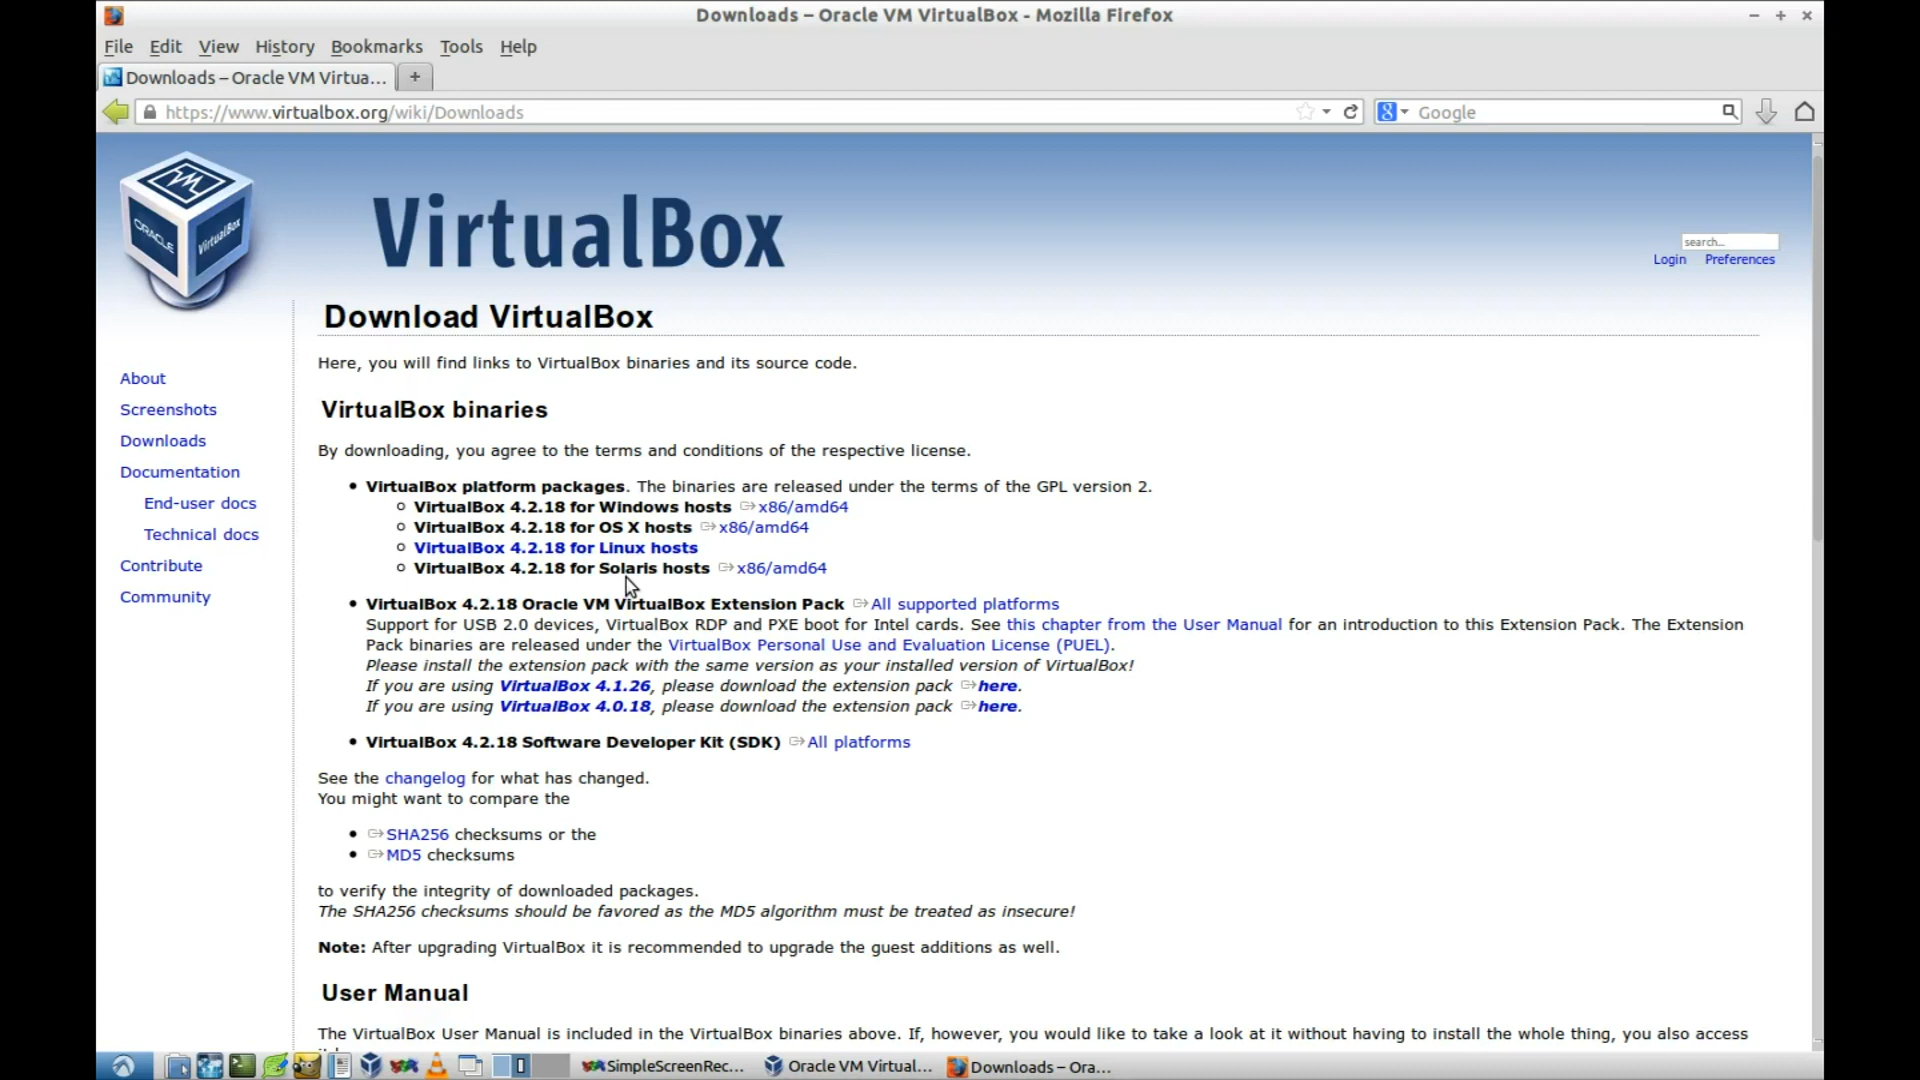 Downloads – Oracle VM VirtualBox - Mozilla Firefox
File Edit View History Bookmarks Tools Help
Downloads – Oracle VM Virtua...
https://www.virtualbox.org/wiki/Downloads
Google
ORACLE
VirtualBox
VirtualBox
search...
Login Preferences
Download VirtualBox
Here, you will find links to VirtualBox binaries and its source code.
About
Screenshots
Downloads
Documentation
End-user docs
Technical docs
Contribute
Community
VirtualBox binaries
By downloading, you agree to the terms and conditions of the respective license.
VirtualBox platform packages. The binaries are released under the terms of the GPL version 2.
VirtualBox 4.2.18 for Windows hosts x86/amd64
VirtualBox 4.2.18 for OS X hosts x86/amd64
VirtualBox 4.2.18 for Linux hosts
VirtualBox 4.2.18 for Solaris hosts x86/amd64
VirtualBox 4.2.18 Oracle VM VirtualBox Extension Pack All supported platforms
Support for USB 2.0 devices, VirtualBox RDP and PXE boot for Intel cards. See this chapter from the User Manual for an introduction to this Extension Pack. The Extension
Pack binaries are released under the VirtualBox Personal Use and Evaluation License (PUEL).
Please install the extension pack with the same version as your installed version of VirtualBox!
If you are using VirtualBox 4.1.26, please download the extension pack here.
If you are using VirtualBox 4.0.18, please download the extension pack here.
VirtualBox 4.2.18 Software Developer Kit (SDK) All platforms
See the changelog for what has changed.
You might want to compare the
SHA256 checksums or the
MD5 checksums
to verify the integrity of downloaded packages.
The SHA256 checksums should be favored as the MD5 algorithm must be treated as insecure!
Note: After upgrading VirtualBox it is recommended to upgrade the guest additions as well.
User Manual
The VirtualBox User Manual is included in the VirtualBox binaries above. If, however, you would like to take a look at it without having to install the whole thing, you also access
SimpleScreenRec... Oracle VM Virtual... Downloads – Ora...